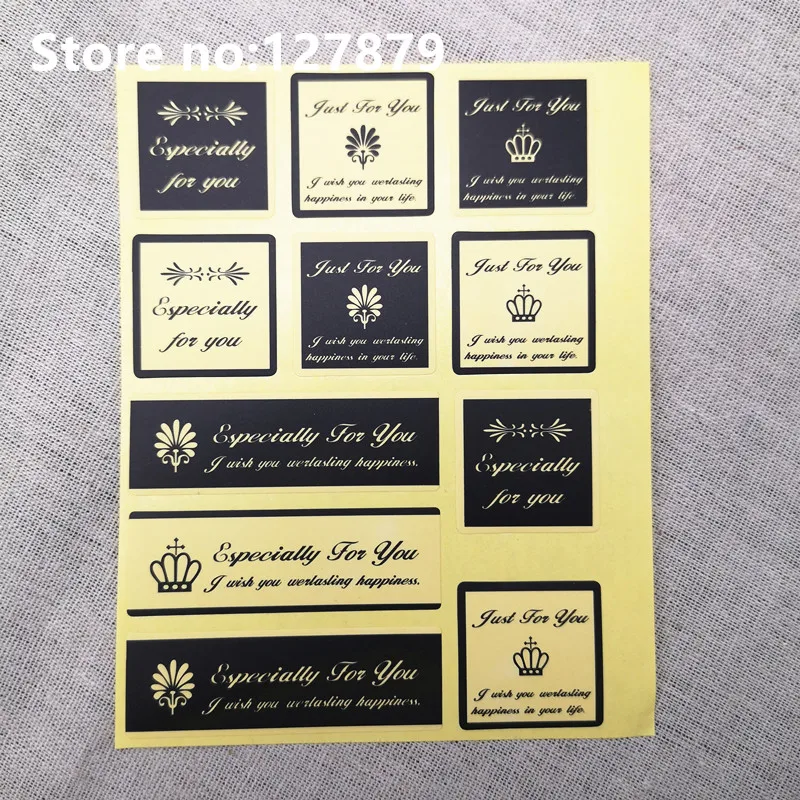 Store no:127879
Especially
for you
Just For You
I wish you werlasting
happiness in your life.
Just For You
I wish you werlasting
happiness in your life.
Especially
for you
Just For You
I wish you werlasting
happiness in your life.
Just For You
I wish you werlasting
happiness in your life.
Especially For You
I wish you werlasting happiness.
Especially
for you
Especially For You
I wish you werlasting happiness.
Just For You
I wish you werlasting
happiness in your life.
Especially For You
I wish you werlasting happiness.